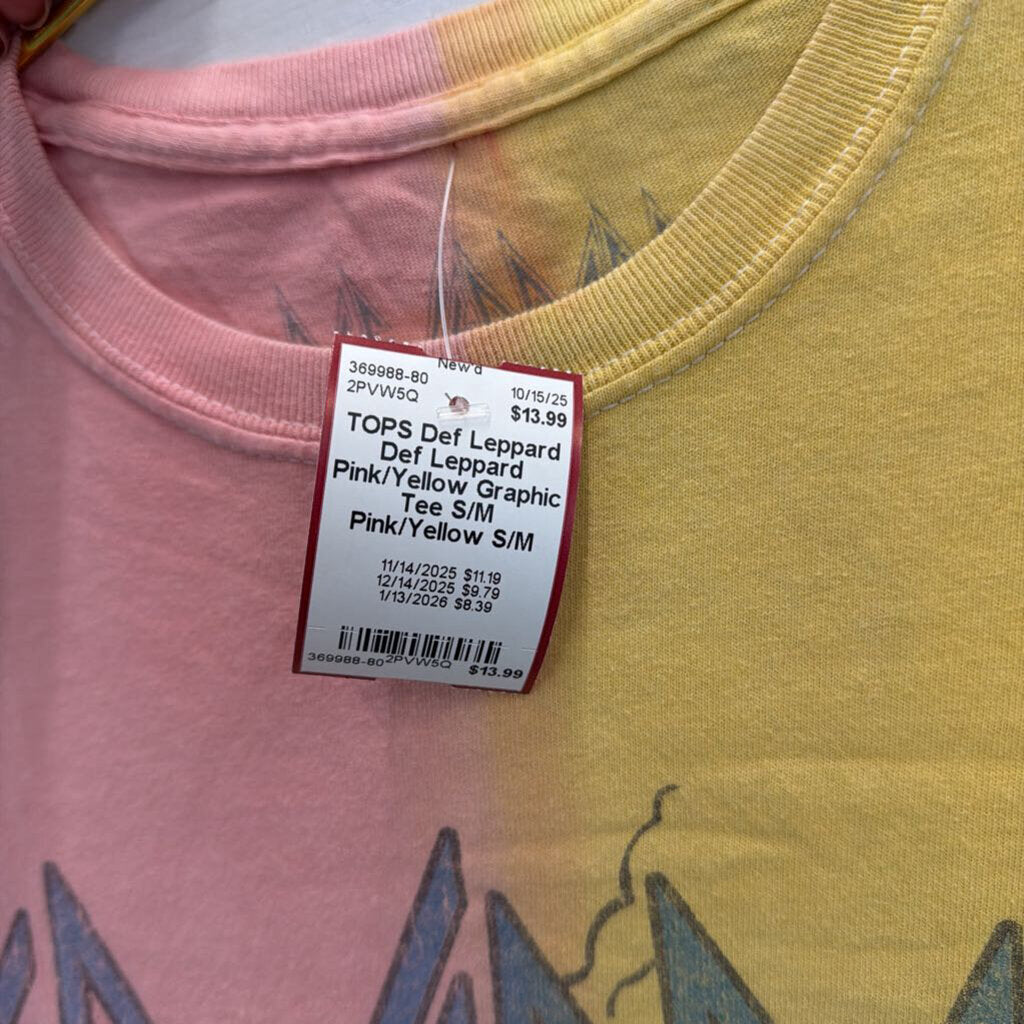 New'd
369988-80
2PVW5Q
10/15/25
$13.99
TOPS Def Leppard
Def Leppard
Pink/Yellow Graphic
Tee S/M
Pink/Yellow S/M
11/14/2025 $11.19
12/14/2025 $9.79
1/13/2026 $8.39
369988-80 2PVW5Q $13.99